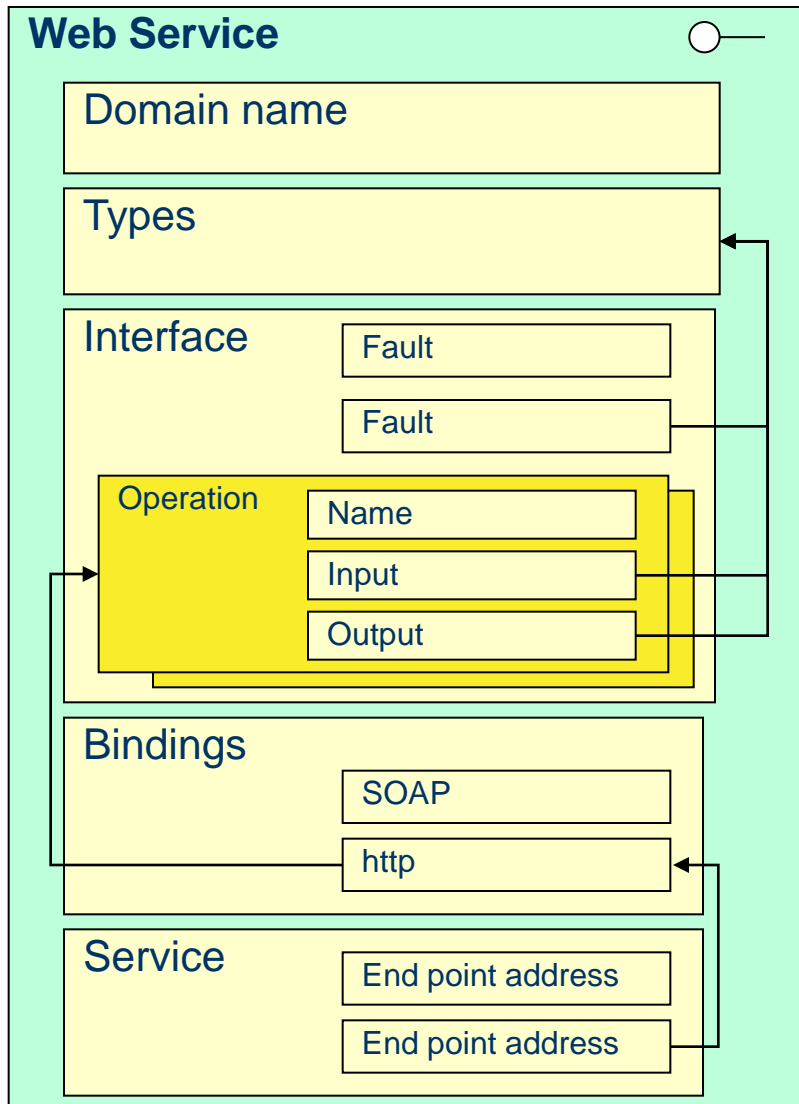 Web Service
Domain name
Types
Interface
Fault
Fault
Operation
Name
Input
Output
Bindings
SOAP
http
Service
End point address
End point address